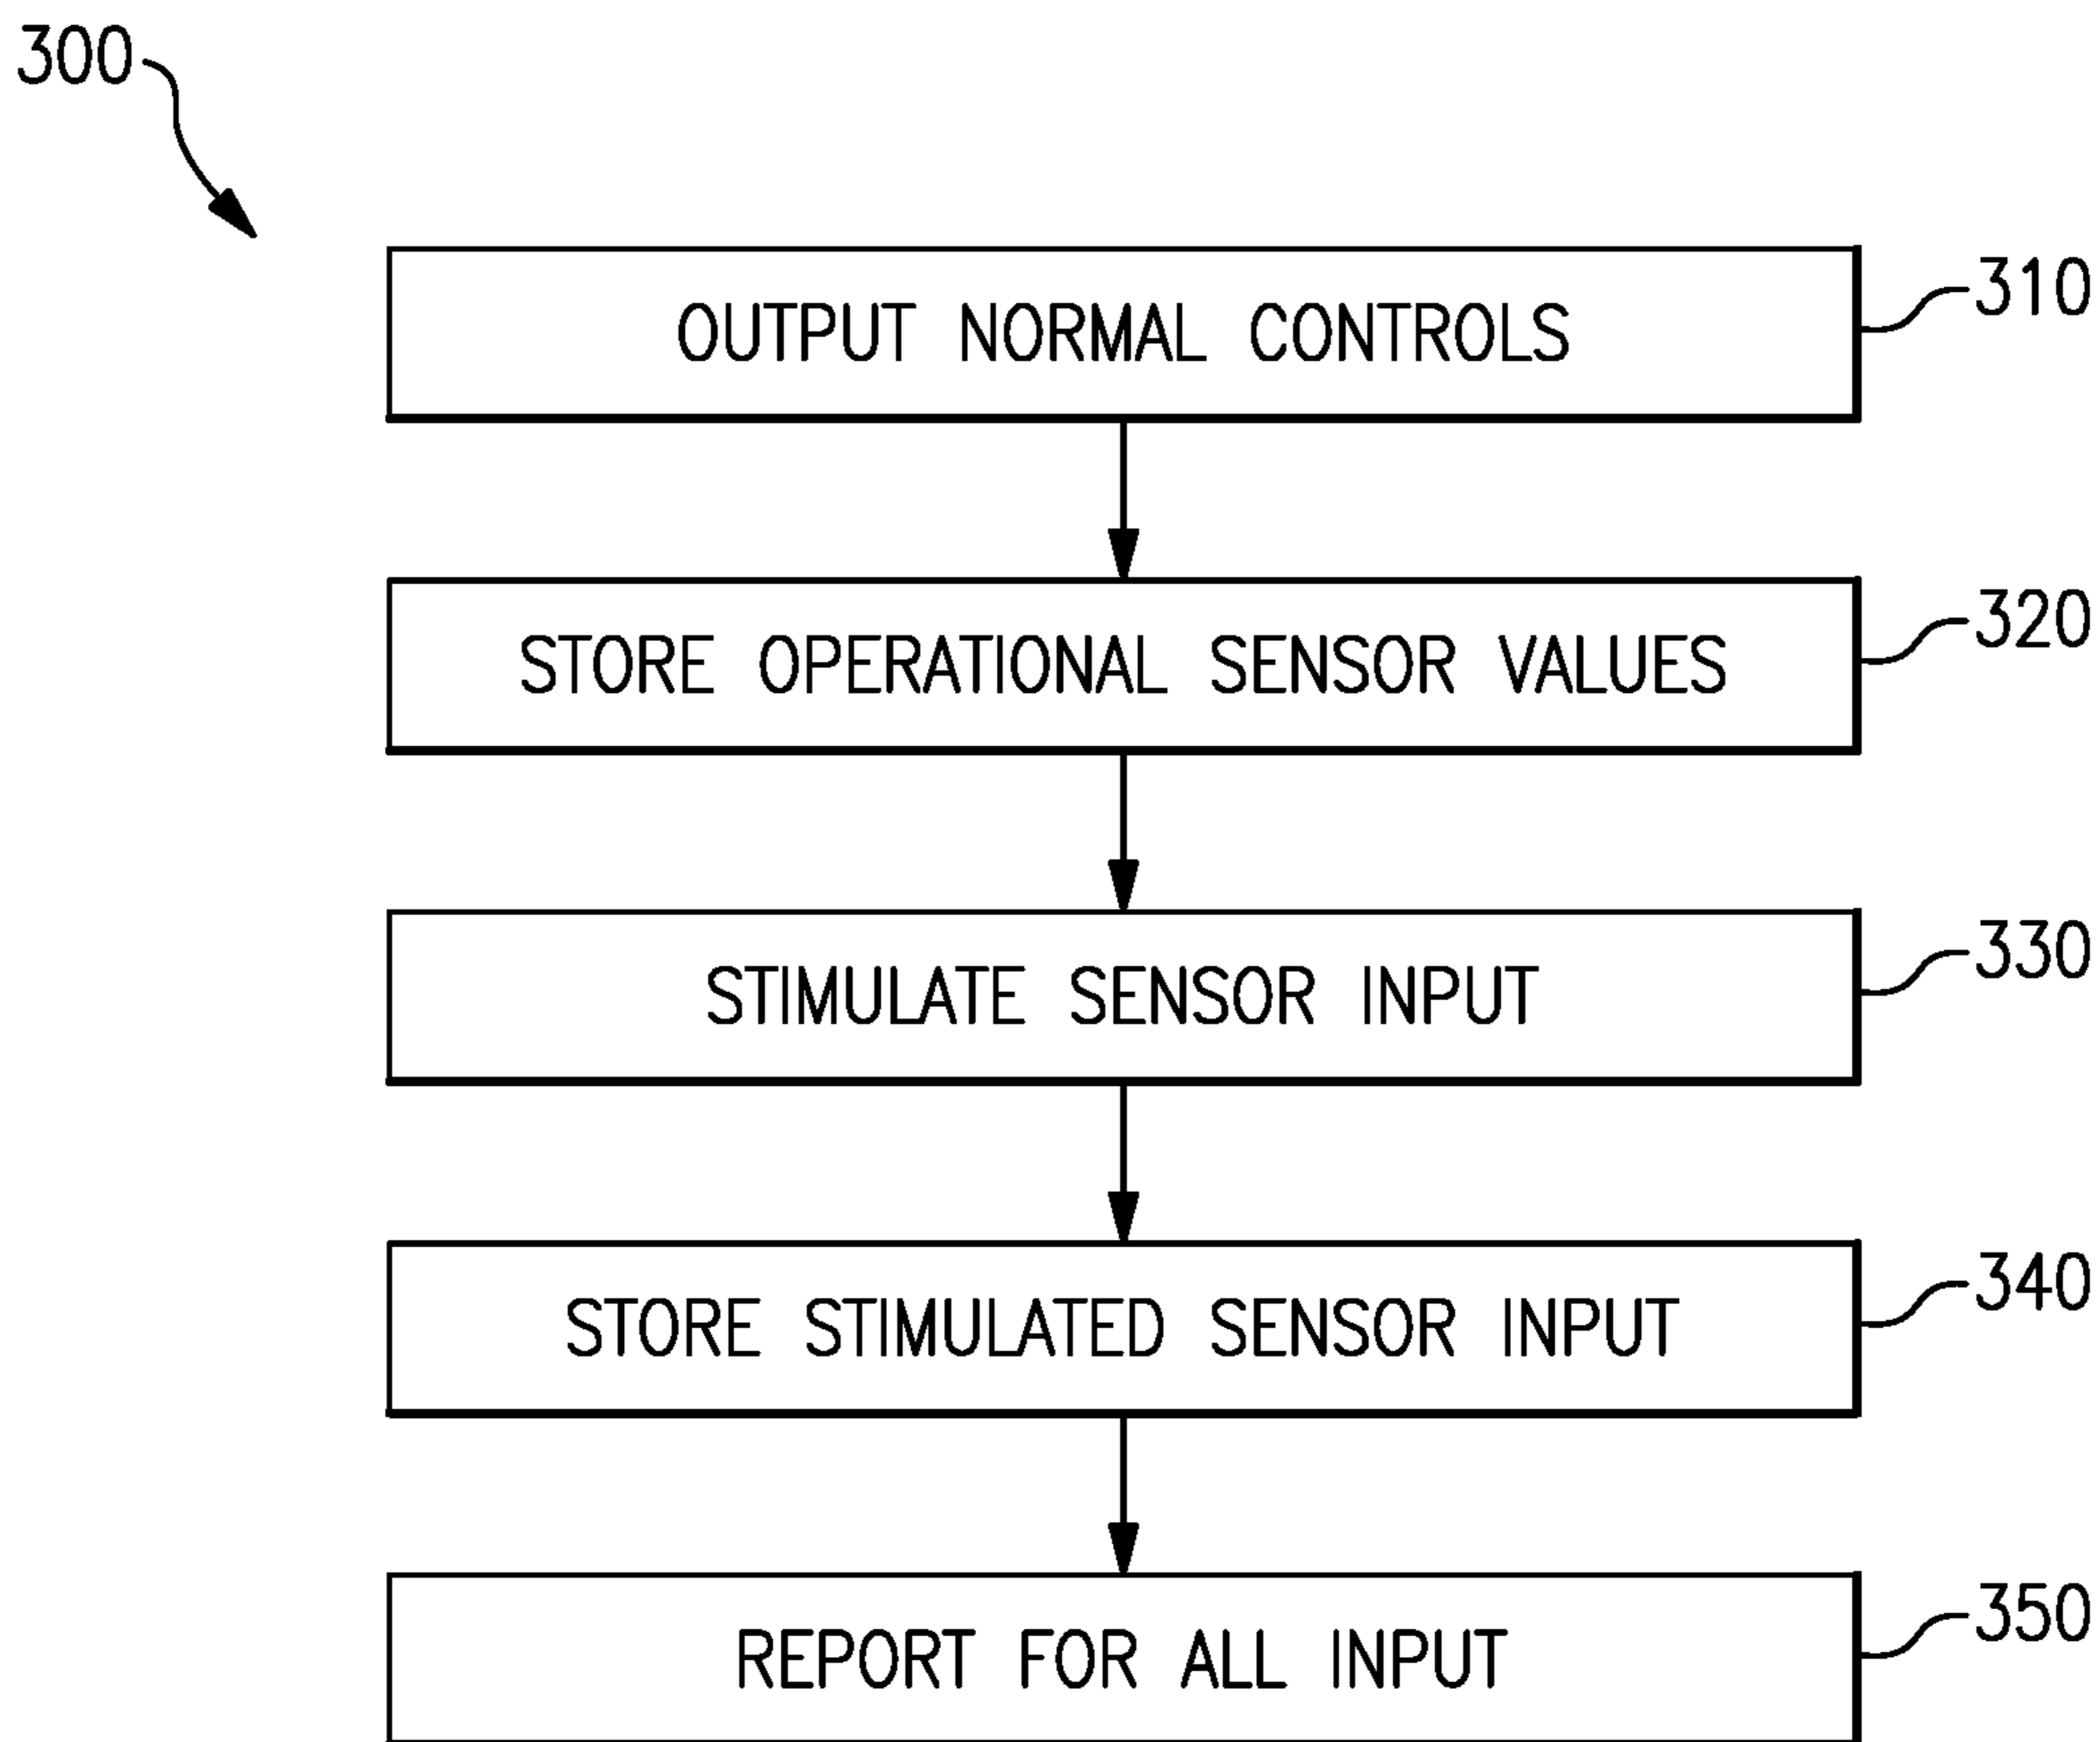 300
OUTPUT NORMAL CONTROLS
310
STORE OPERATIONAL SENSOR VALUES
320
STIMULATE SENSOR INPUT
330
STORE STIMULATED SENSOR INPUT
340
REPORT FOR ALL INPUT
350